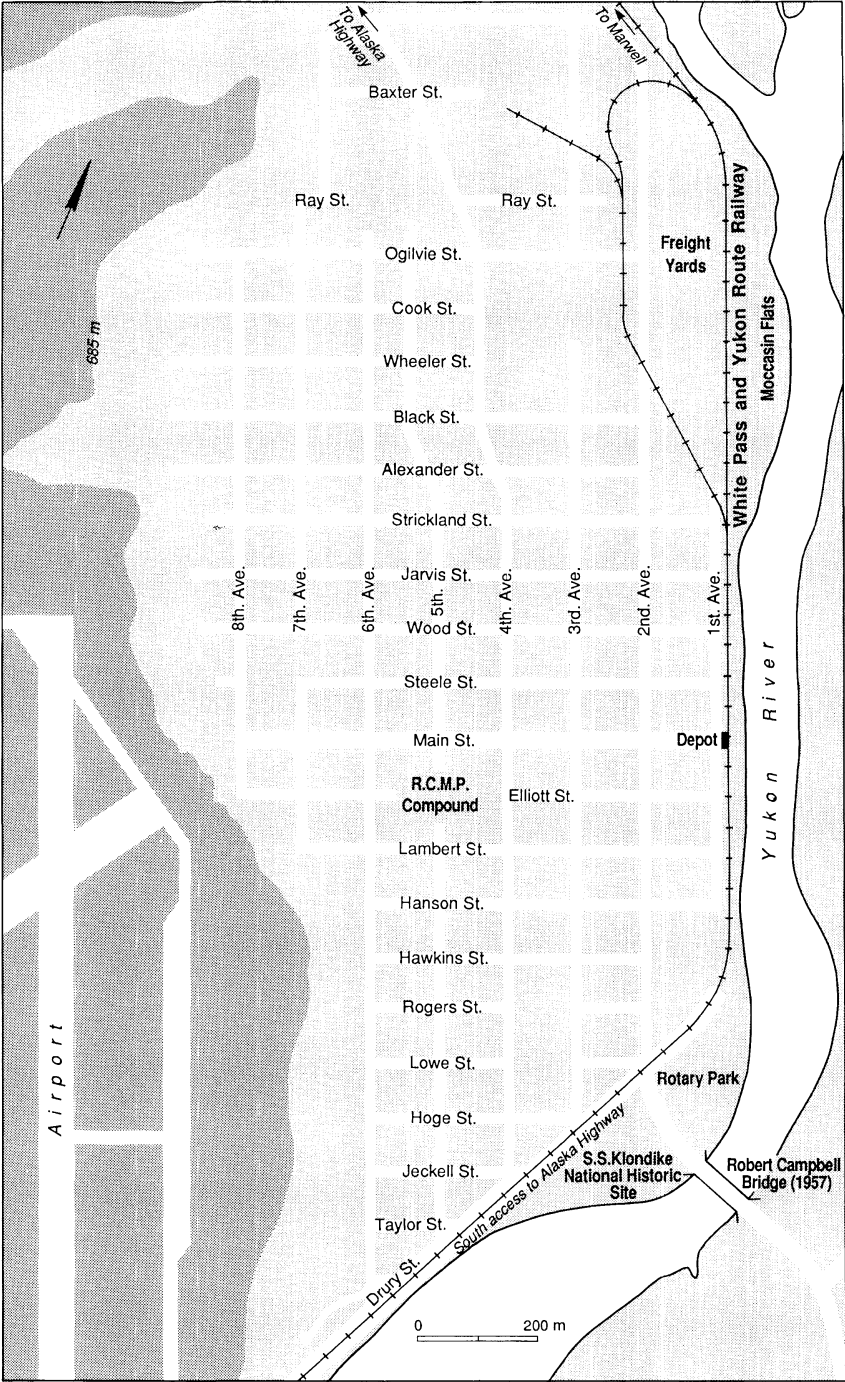 To Alaska
Highway
To Marwell
Baxter St.
Ray St.
Ray St.
Freight
Yards
White Pass and Yukon Route Railway
Moccasin Flats
Ogilvie St.
685 m
Cook St.
Wheeler St.
Black St.
Alexander St.
Strickland St.
Jarvis St.
8th. Ave.
7th. Ave.
6th. Ave.
5th. Ave.
4th. Ave.
3rd. Ave.
2nd. Ave.
1st. Ave.
Wood St.
Steele St.
Main St.
Depot
Yukon River
R.C.M.P.
Compound
Elliott St.
Lambert St.
Hanson St.
Hawkins St.
Rogers St.
Airport
Lowe St.
Rotary Park
Hoge St.
South access to Alaska Highway
S.S.Klondike
National Historic
Site
Robert Campbell
Bridge (1957)
Jeckell St.
Taylor St.
Drury St.
0 200 m